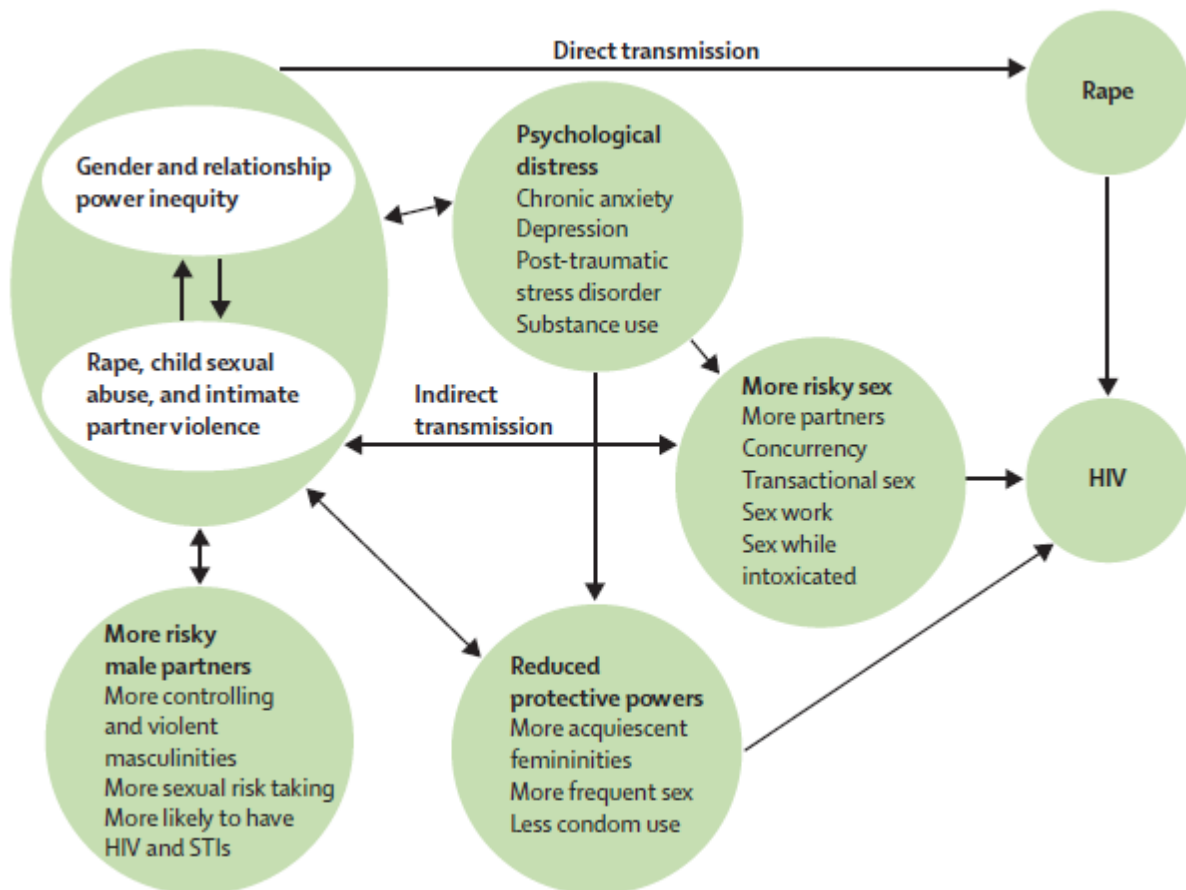 Direct transmission
Rape
Gender and relationship
power inequity
Psychological
distress
Chronic anxiety
Depression
Post-traumatic
stress disorder
Substance use
Rape, child sexual
abuse, and intimate
partner violence
Indirect
transmission
More risky sex
More partners
Concurrency
Transactional sex
Sex work
Sex while
intoxicated
HIV
More risky
male partners
More controlling
and violent
masculinities
More sexual risk taking
More likely to have
HIV and STIs
Reduced
protective powers
More acquiescent
femininities
More frequent sex
Less condom use